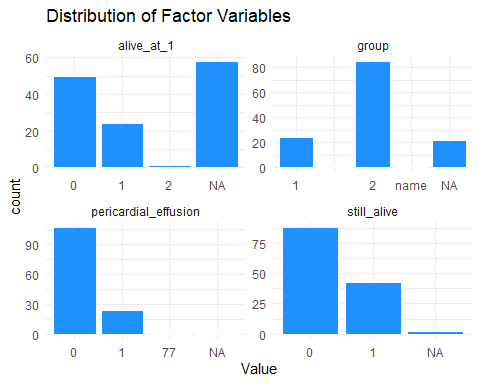 Distribution of Factor Variables
alive_at_1
group
60
40
20
0
0 1 2 NA
80
60
40
20
0
1 2 name NA
count
pericardial_effusion
still_alive
90
60
30
0
0 1 77 NA
75
50
25
0
0 1 NA
Value